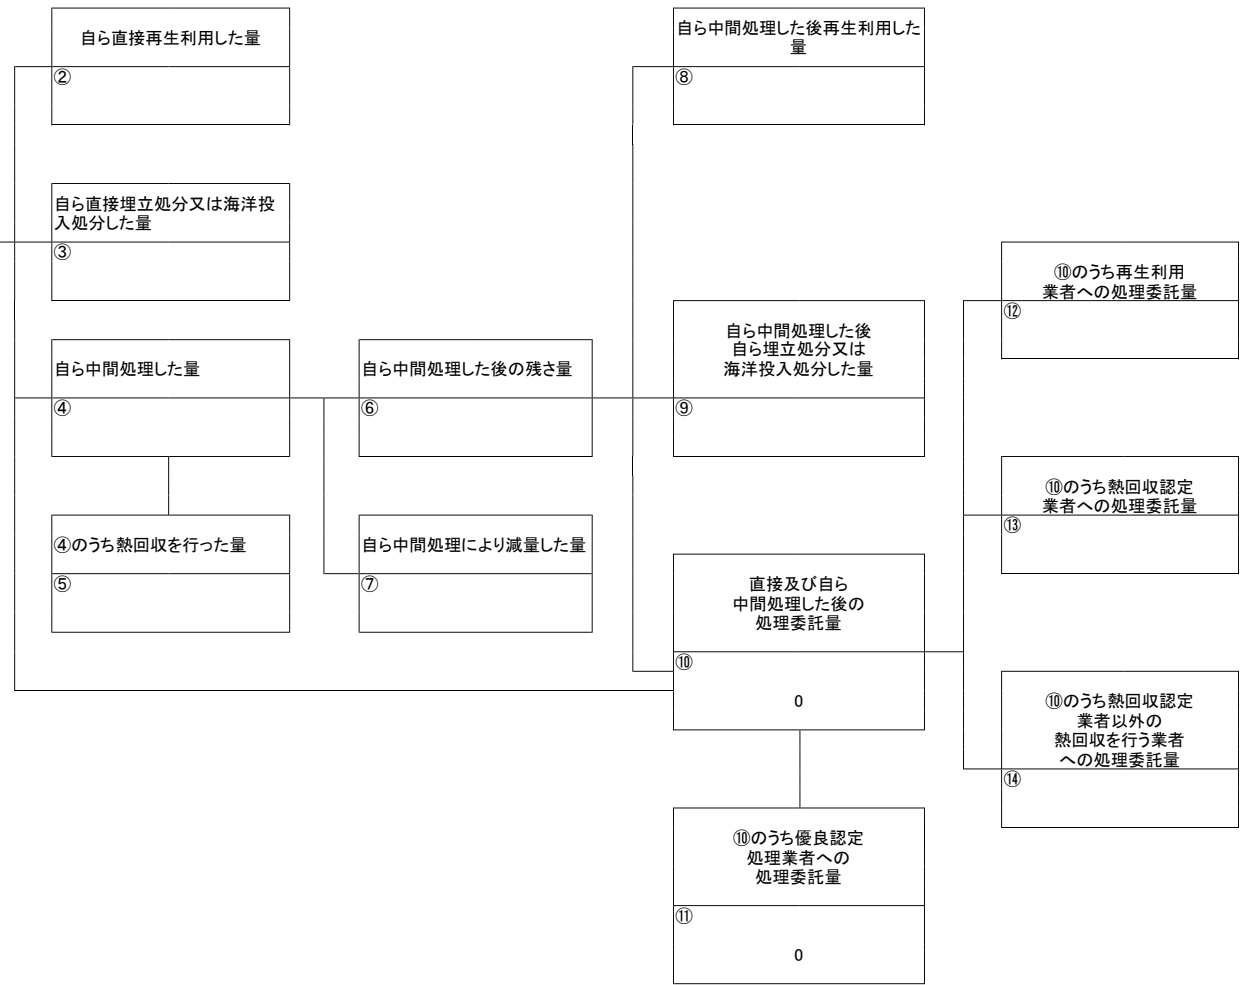 自ら直接再生利用した量
②
自ら中間処理した後再生利用した
量
⑧
自ら直接埋立処分又は海洋投
入処分した量
③
⑩のうち再生利用
業者への処理委託量
⑫
自ら中間処理した量
④
自ら中間処理した後の残さ量
⑥
自ら中間処理した後
自ら埋立処分又は
海洋投入処分した量
⑨
⑩のうち熱回収認定
業者への処理委託量
⑬
④のうち熱回収を行った量
⑤
自ら中間処理により減量した量
⑦
直接及び自ら
中間処理した後の
処理委託量
⑩
0
⑩のうち熱回収認定
業者以外の
熱回収を行う業者
への処理委託量
⑭
⑩のうち優良認定
処理業者への
処理委託量
⑪
0